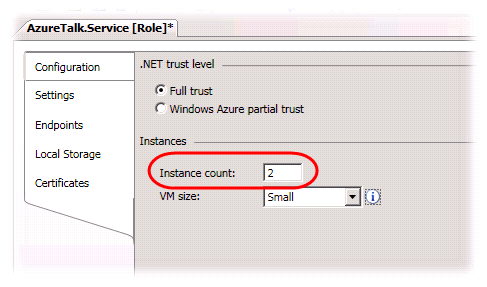 AzureTalk.Service [Role]*
Configuration
Settings
Endpoints
Local Storage
Certificates
.NET trust level
Full trust
Windows Azure partial trust
Instances
Instance count: 2
VM size: Small